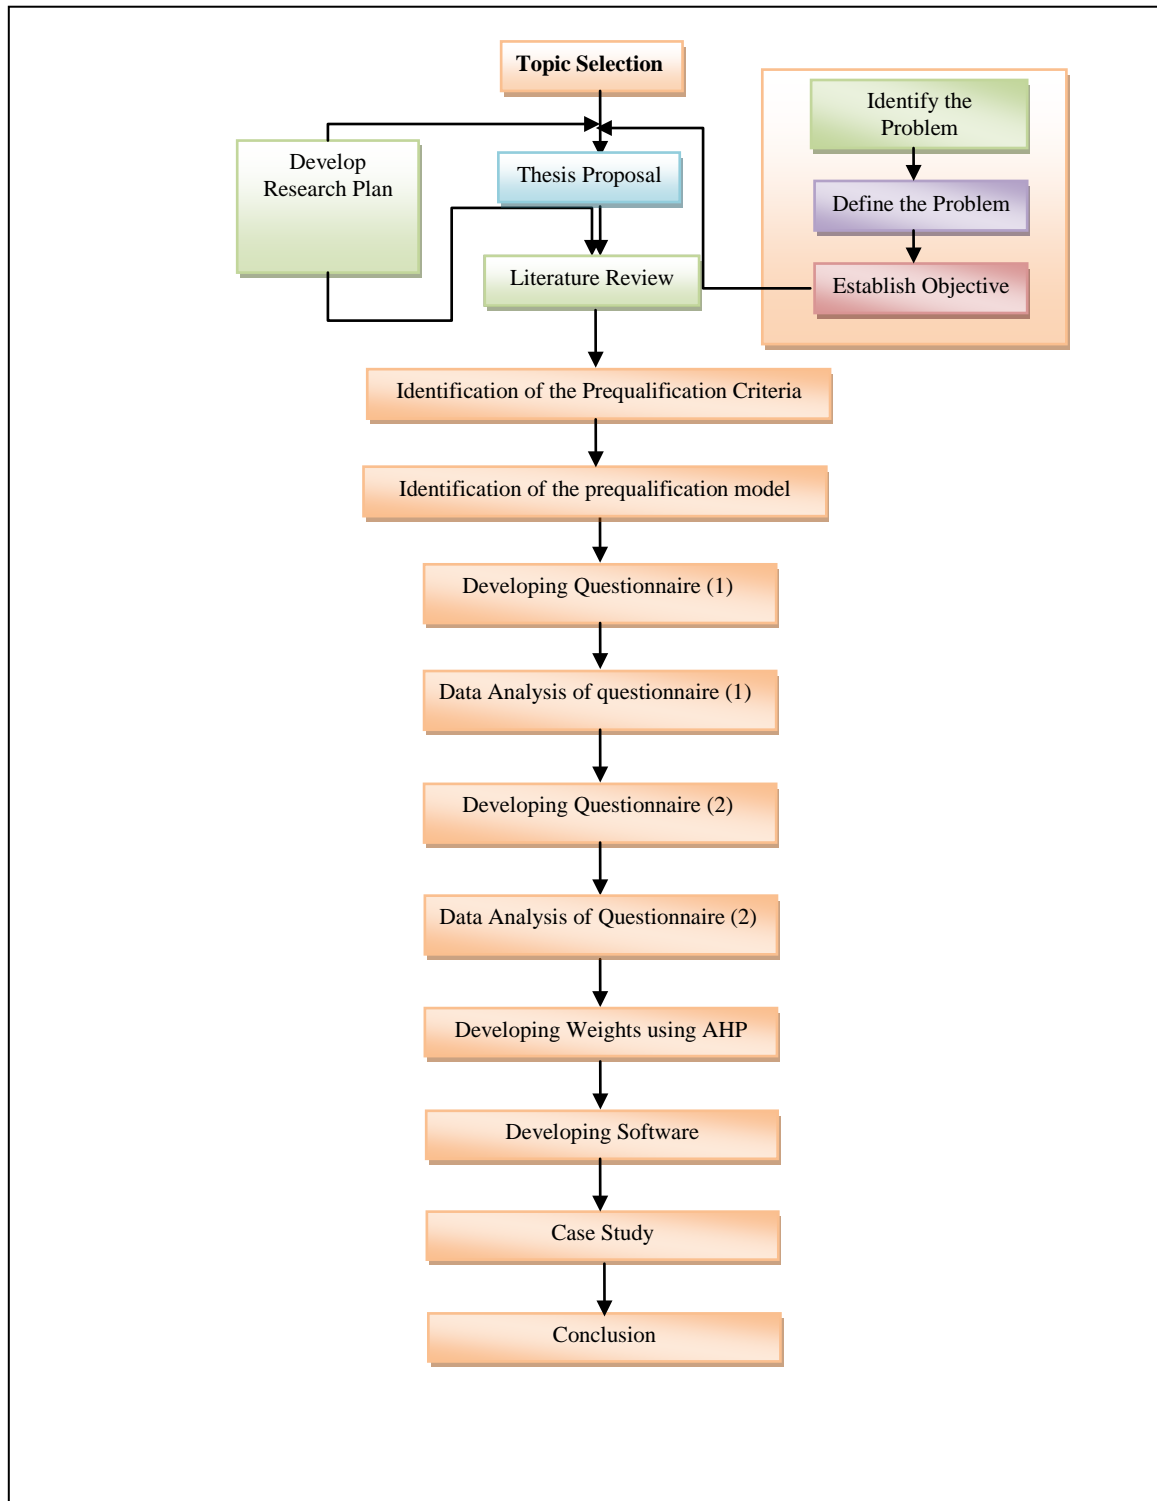 Topic Selection
Identify the
Problem
Develop
Research Plan
Thesis Proposal
Define the Problem
Literature Review
Establish Objective
Identification of the Prequalification Criteria
Identification of the prequalification model
Developing Questionnaire (1)
Data Analysis of questionnaire (1)
Developing Questionnaire (2)
Data Analysis of Questionnaire (2)
Developing Weights using AHP
Developing Software
Case Study
Conclusion